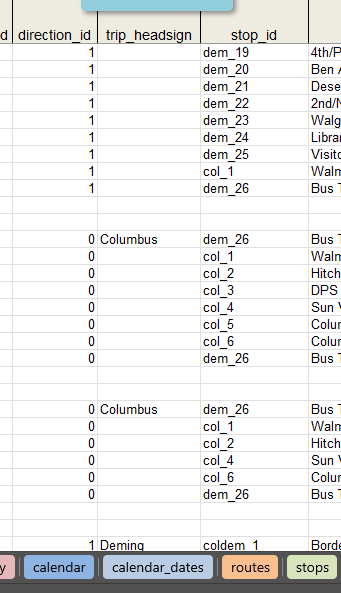 d direction_id trip_headsign stop_id
1 dem_19 4th/P
1 dem_20 Ben A
1 dem_21 Dese
1 dem_22 2nd/N
1 dem_23 Walg
1 dem_24 Librar
1 dem_25 Visito
1 col_1 Walm
1 dem_26 Bus T
0 Columbus dem_26 Bus T
0 col_1 Walm
0 col_2 Hitch
0 col_3 DPS
0 col_4 Sun V
0 col_5 Colun
0 col_6 Colun
0 dem_26 Bus T
0 Columbus dem_26 Bus T
0 col_1 Walm
0 col_2 Hitch
0 col_4 Sun V
0 col_6 Colun
0 dem_26 Bus T
1 Deming coldem_1 Borde
y calendar calendar_dates routes stops